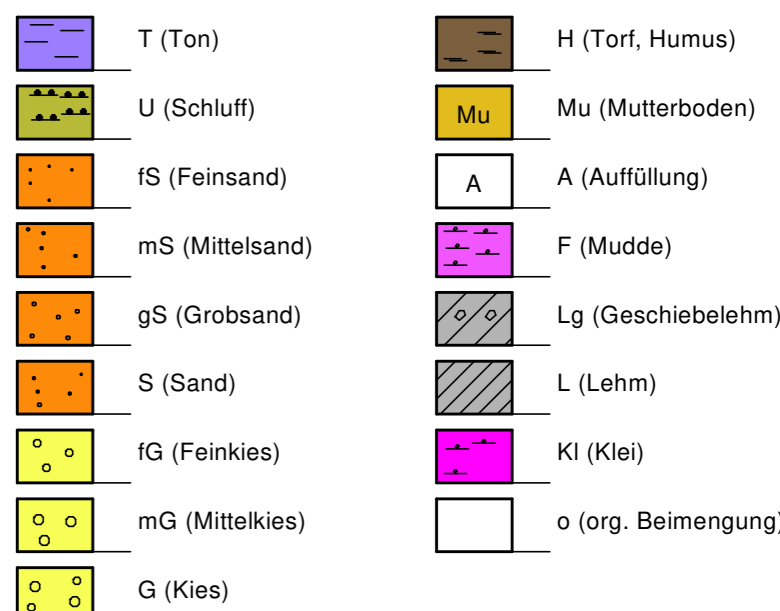 T (Ton)
U (Schluff)
fS (Feinsand)
mS (Mittelsand)
gS (Grobsand)
S (Sand)
fG (Feinkies)
mG (Mittelkies)
G (Kies)
H (Torf, Humus)
Mu Mu (Mutterboden)
A A (Auffüllung)
F (Mudde)
Lg (Geschiebelehm)
L (Lehm)
Kl (Klei)
o (org. Beimengung)